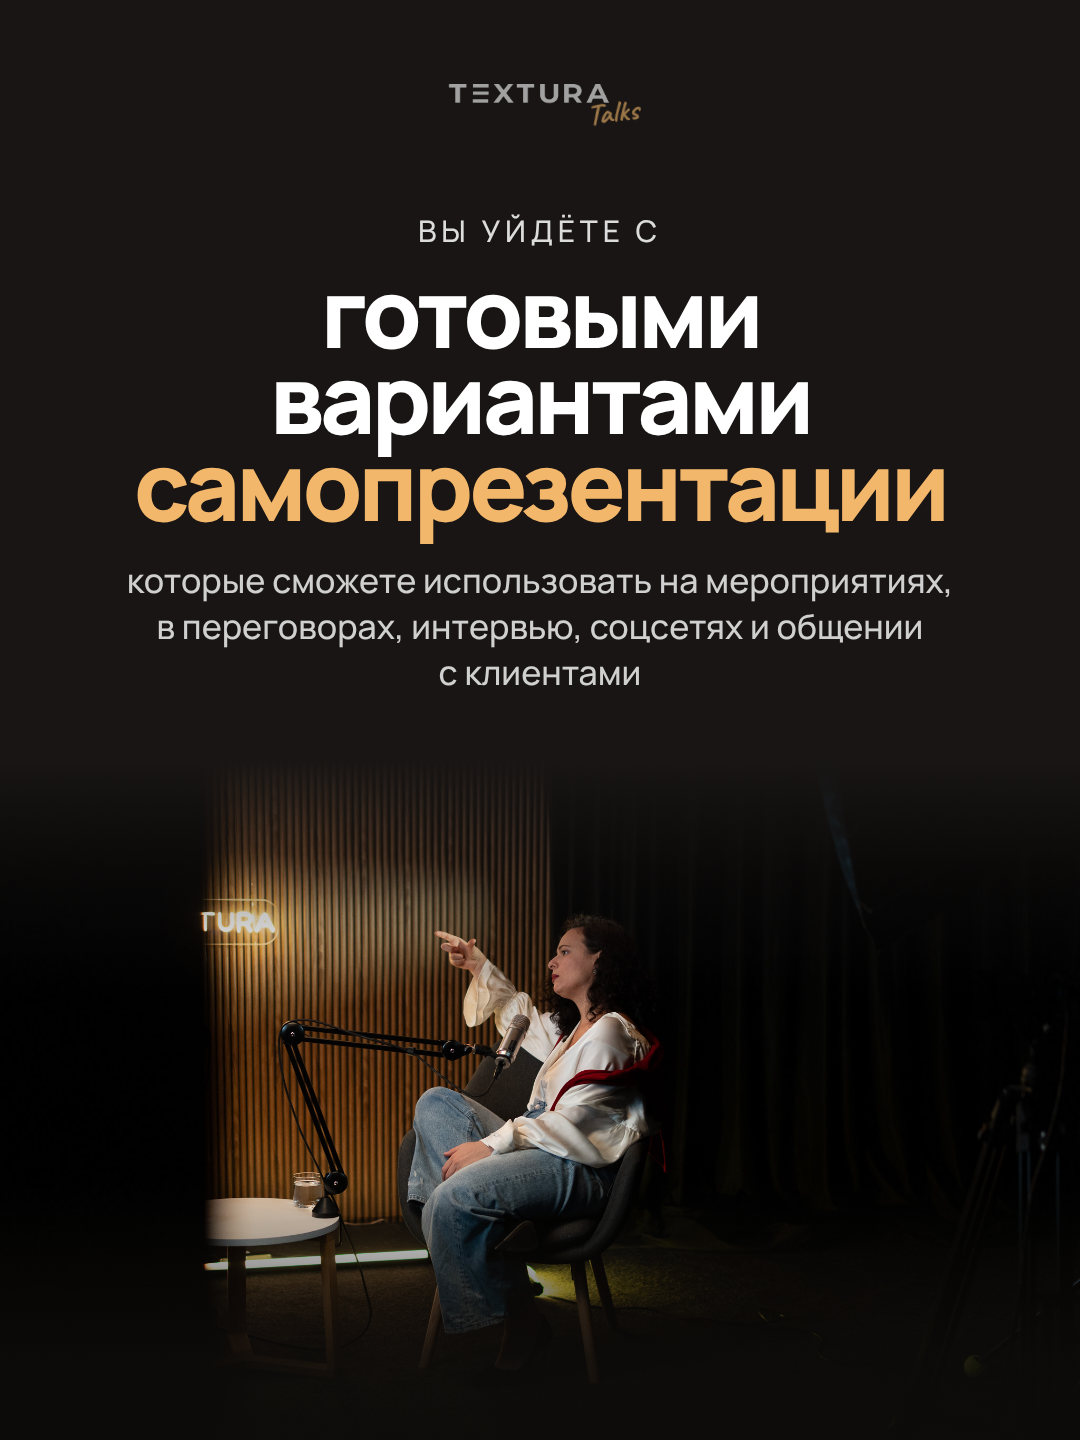 TEXTURA
Talks
ВЫ УЙДЁТЕ С
готовыми
вариантами
самопрезентации
которые сможете использовать на мероприятиях,
в переговорах, интервью, соцсетях и общении
с клиентами
TURA